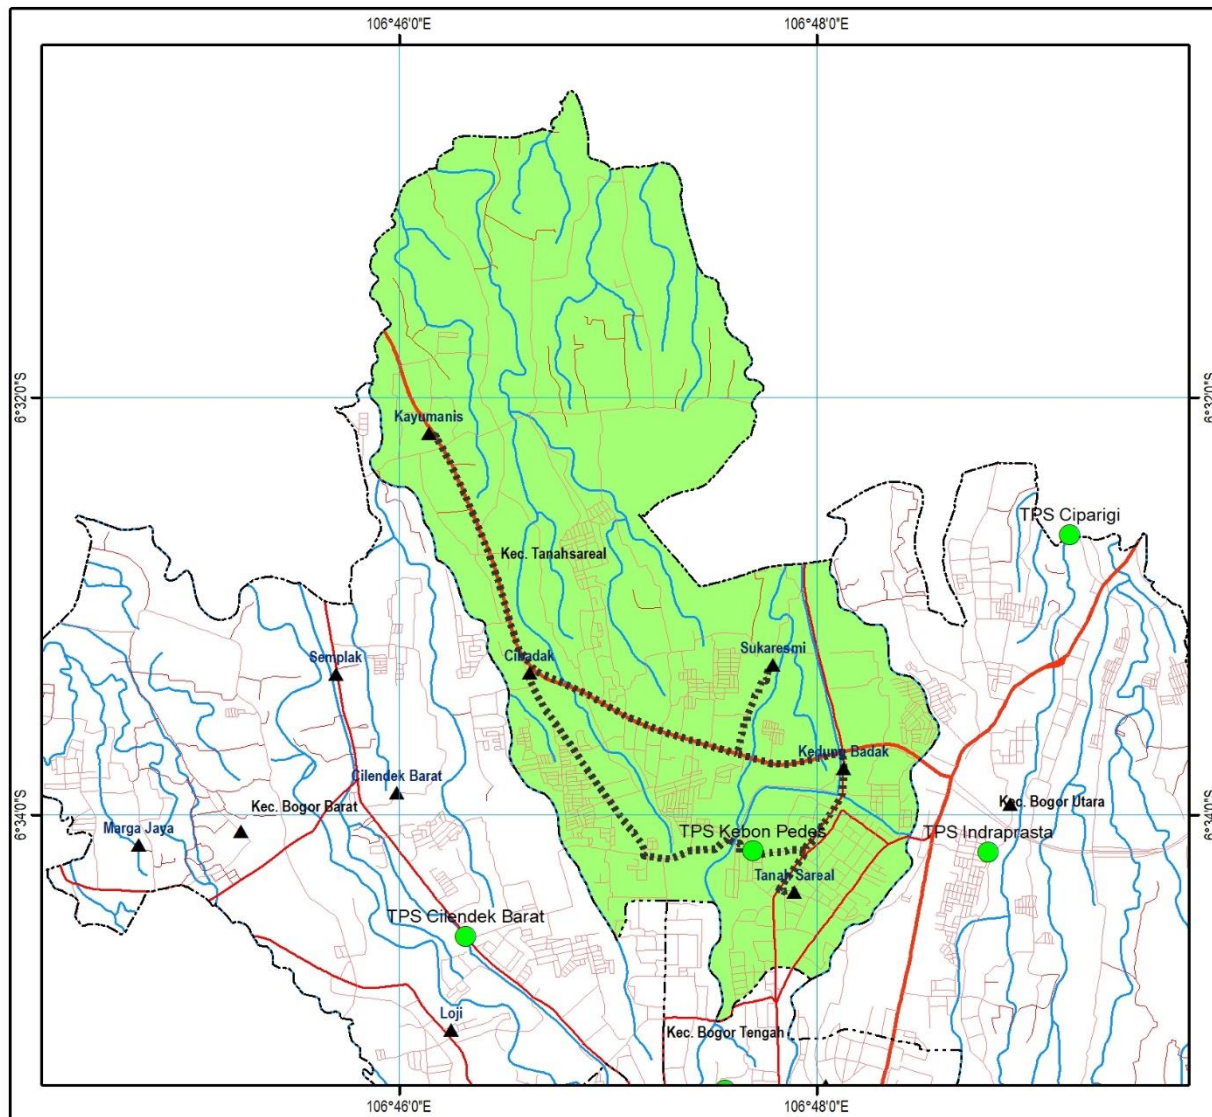 106°46'0"E
106°48'0"E
6°32'0"S
6°32'0"S
Kayumanis
TPS Ciparigi
Kec. Tanahsareal
Semplak
Cibadak
Sukaresmi
Kedung Badak
Cilendek Barat
Kec. Bogor Barat
Kec. Bogor Utara
6°34'0"S
6°34'0"S
Marga Jaya
TPS Kebon Pedes
TPS Indraprasta
Tanah Sareal
TPS Cilendek Barat
Loji
Kec. Bogor Tengah
106°46'0"E
106°48'0"E